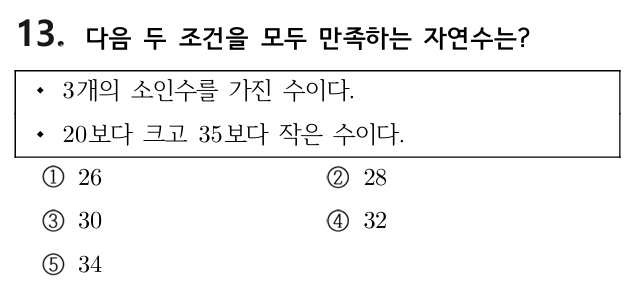 13. 다음 두 조건을 모두 만족하는 자연수는?
• 3개의 소인수를 가진 수이다.
• 20보다 크고 35보다 작은 수이다.
① 26 ② 28
③ 30 ④ 32
⑤ 34